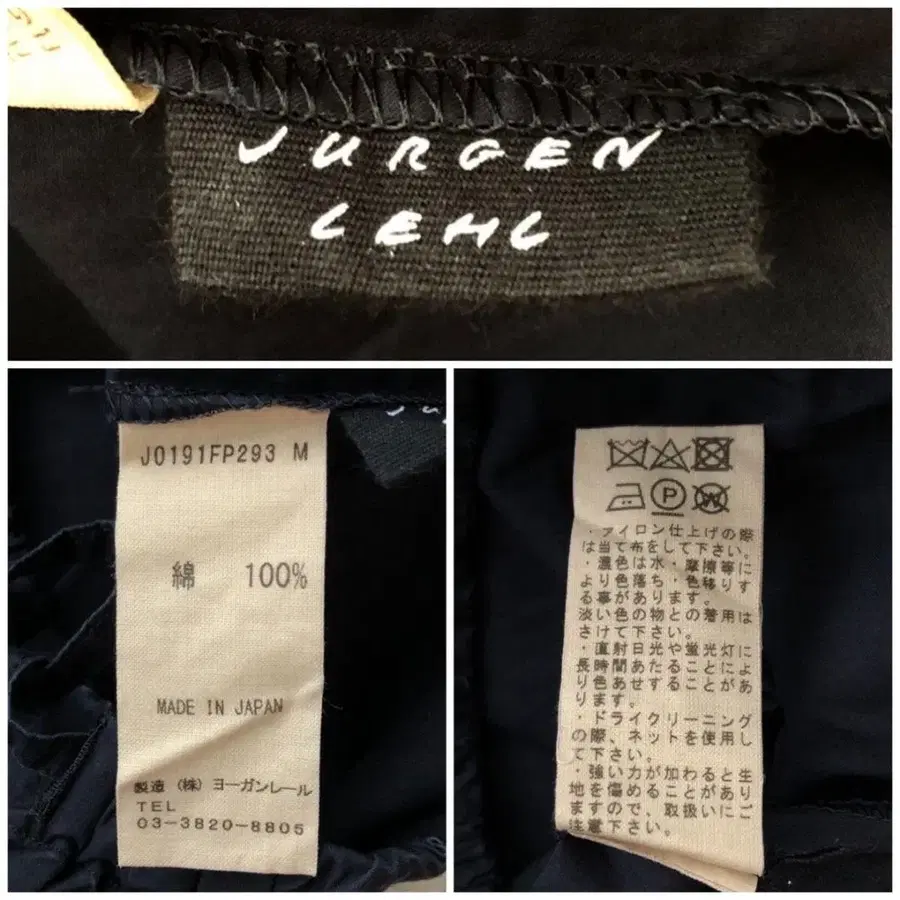 JURGEN
LEHL
J0191FP293 M
綿 100%
MADE IN JAPAN
製造 (株) ヨーガンレール
TEL
03-3820-8805
P
W
・アイロン仕上げの際
は当て布をして下さい。
・濃色は水・摩擦等に
より色落ち・色移りす
る事があります。
淡い色の物との着用は
さけて下さい。
・直射日光や蛍光灯に
長時間あたることによ
り色あせすることがあ
ります。
・ドライクリーニング
の際、ネットを使用し
て下さい。
・強い力が加わると生
地を傷めることがあり
ますので、取扱いにご
注意下さい。